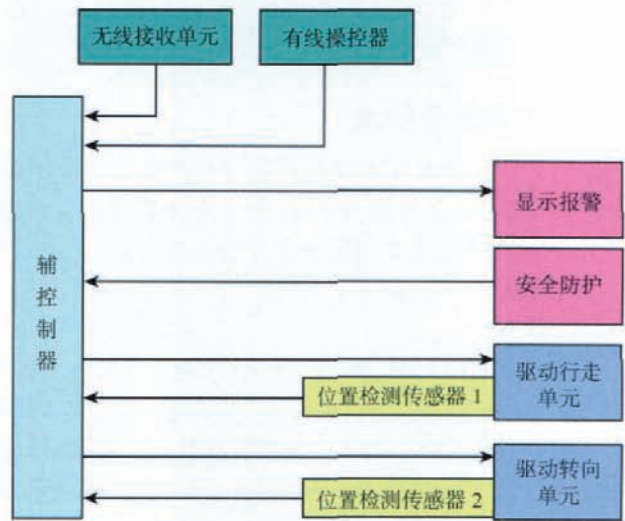 无线接收单元
有线操控器
辅控制器
显示报警
安全防护
驱动行走
单元
位置检测传感器 1
驱动转向
单元
位置检测传感器 2